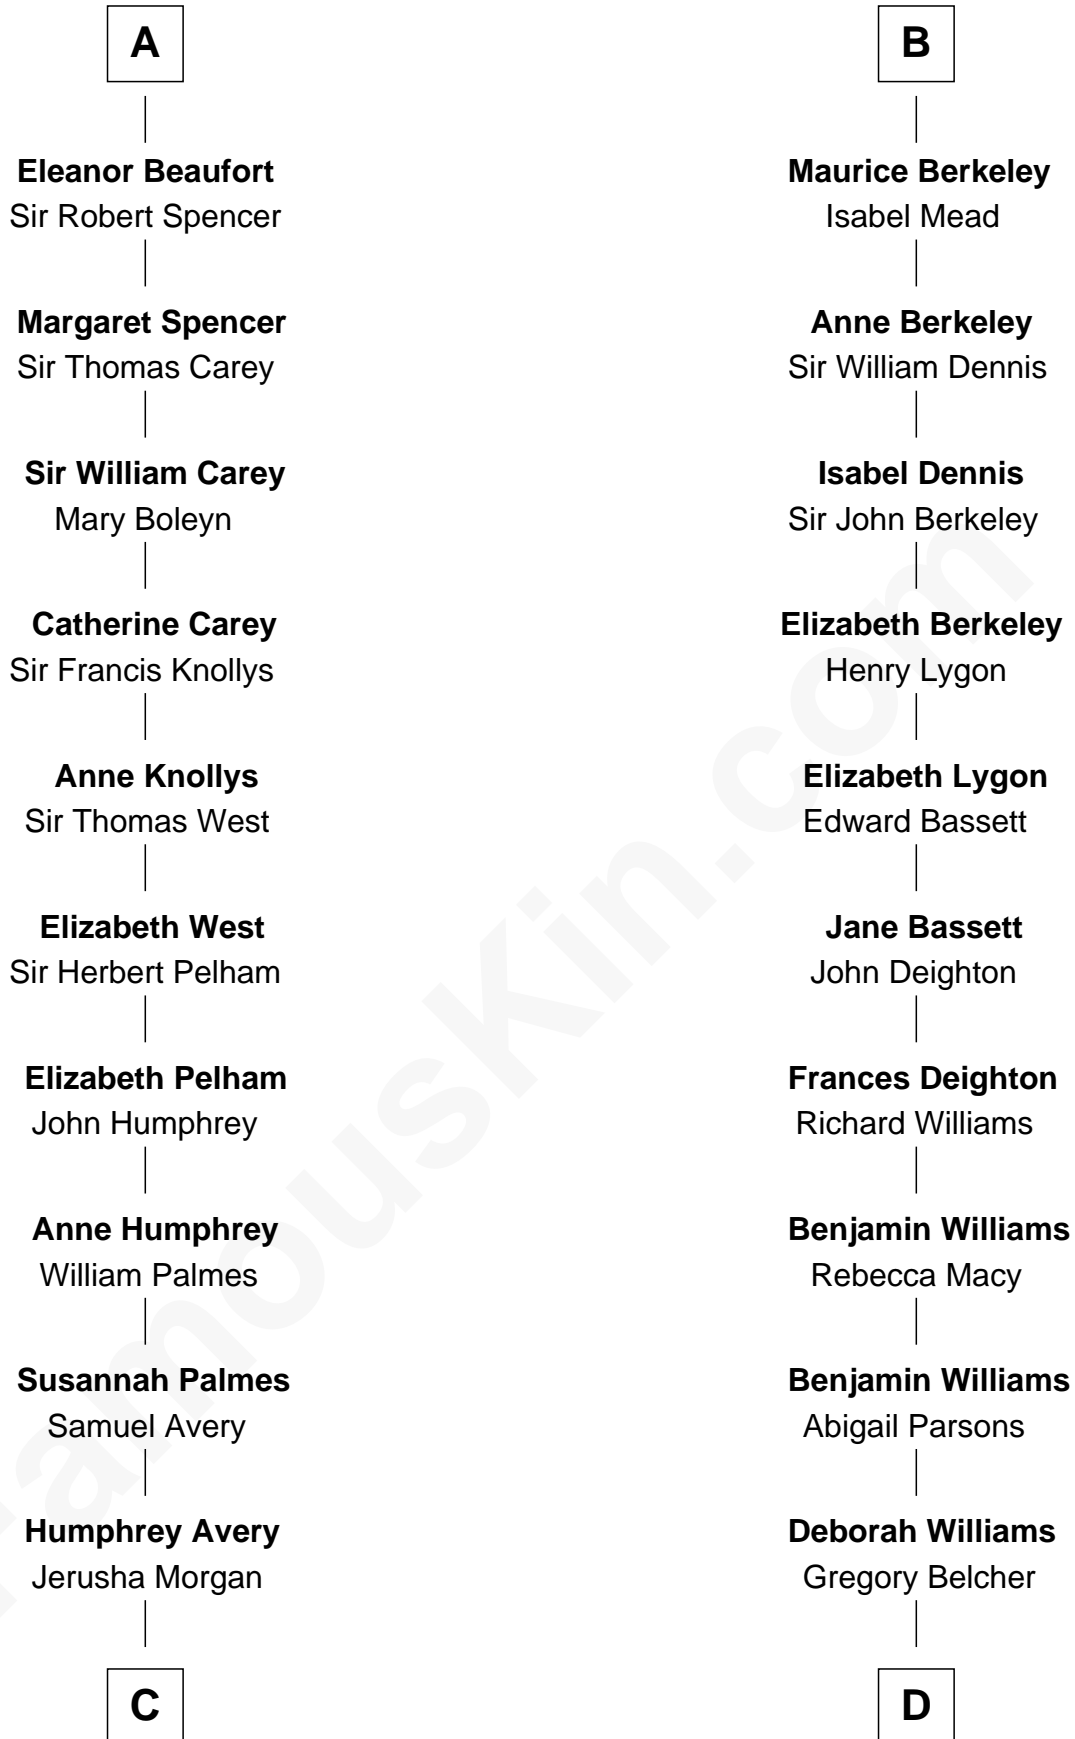 A
Eleanor Beaufort
Sir Robert Spencer
Margaret Spencer
Sir Thomas Carey
Sir William Carey
Mary Boleyn
Catherine Carey
Sir Francis Knollys
Anne Knollys
Sir Thomas West
Elizabeth West
Sir Herbert Pelham
Elizabeth Pelham
John Humphrey
Anne Humphrey
William Palmes
Susannah Palmes
Samuel Avery
Humphrey Avery
Jerusha Morgan
C
B
Maurice Berkeley
Isabel Mead
Anne Berkeley
Sir William Dennis
Isabel Dennis
Sir John Berkeley
Elizabeth Berkeley
Henry Lygon
Elizabeth Lygon
Edward Bassett
Jane Bassett
John Deighton
Frances Deighton
Richard Williams
Benjamin Williams
Rebecca Macy
Benjamin Williams
Abigail Parsons
Deborah Williams
Gregory Belcher
D
FamousKin.com